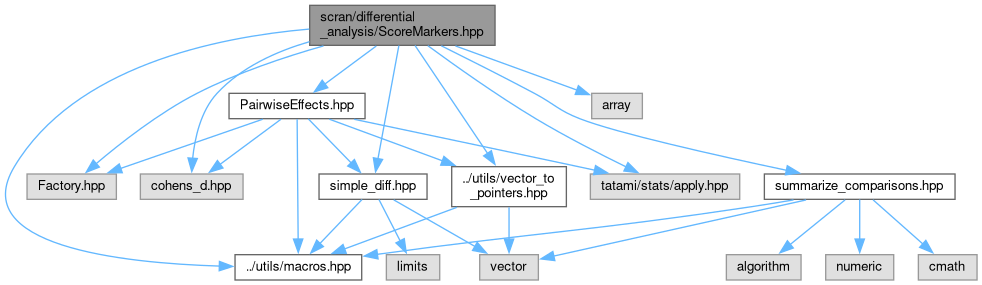 scran/differential
_analysis/ScoreMarkers.hpp
PairwiseEffects.hpp
array
Factory.hpp
cohens_d.hpp
simple_diff.hpp
../utils/vector_to
_pointers.hpp
tatami/stats/apply.hpp
summarize_comparisons.hpp
../utils/macros.hpp
limits
vector
algorithm
numeric
cmath